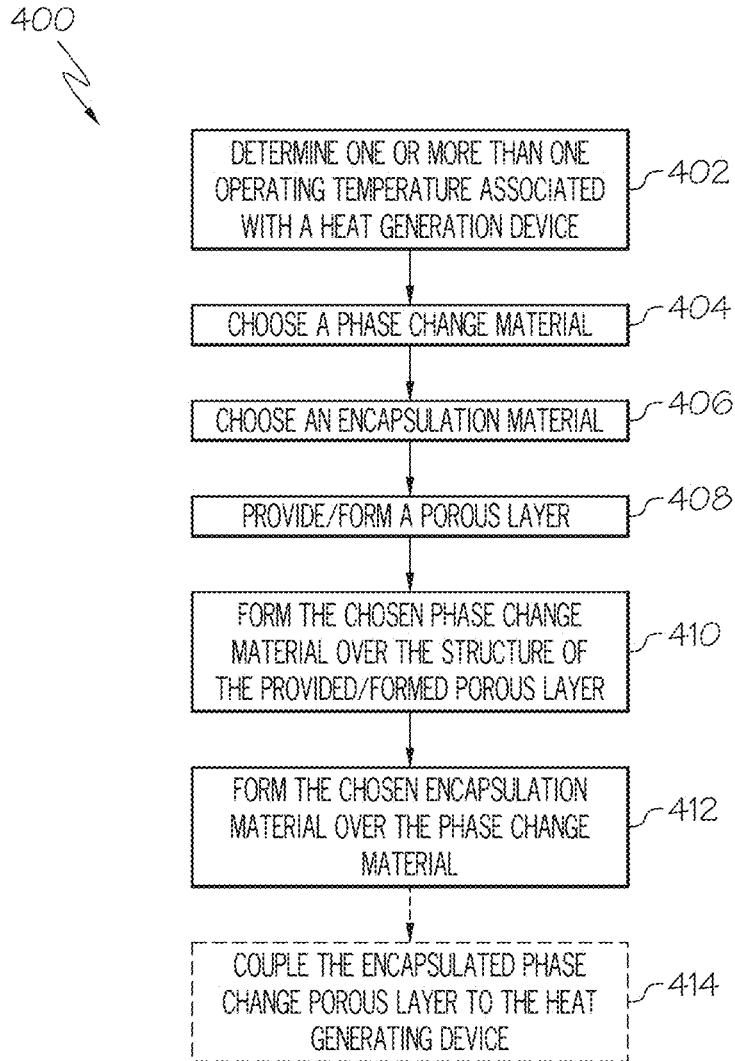 400
DETERMINE ONE OR MORE THAN ONE
OPERATING TEMPERATURE ASSOCIATED
WITH A HEAT GENERATION DEVICE
402
CHOOSE A PHASE CHANGE MATERIAL
404
CHOOSE AN ENCAPSULATION MATERIAL
406
PROVIDE/FORM A POROUS LAYER
408
FORM THE CHOSEN PHASE CHANGE
MATERIAL OVER THE STRUCTURE OF
THE PROVIDED/FORMED POROUS LAYER
410
FORM THE CHOSEN ENCAPSULATION
MATERIAL OVER THE PHASE CHANGE
MATERIAL
412
COUPLE THE ENCAPSULATED PHASE
CHANGE POROUS LAYER TO THE HEAT
GENERATING DEVICE
414